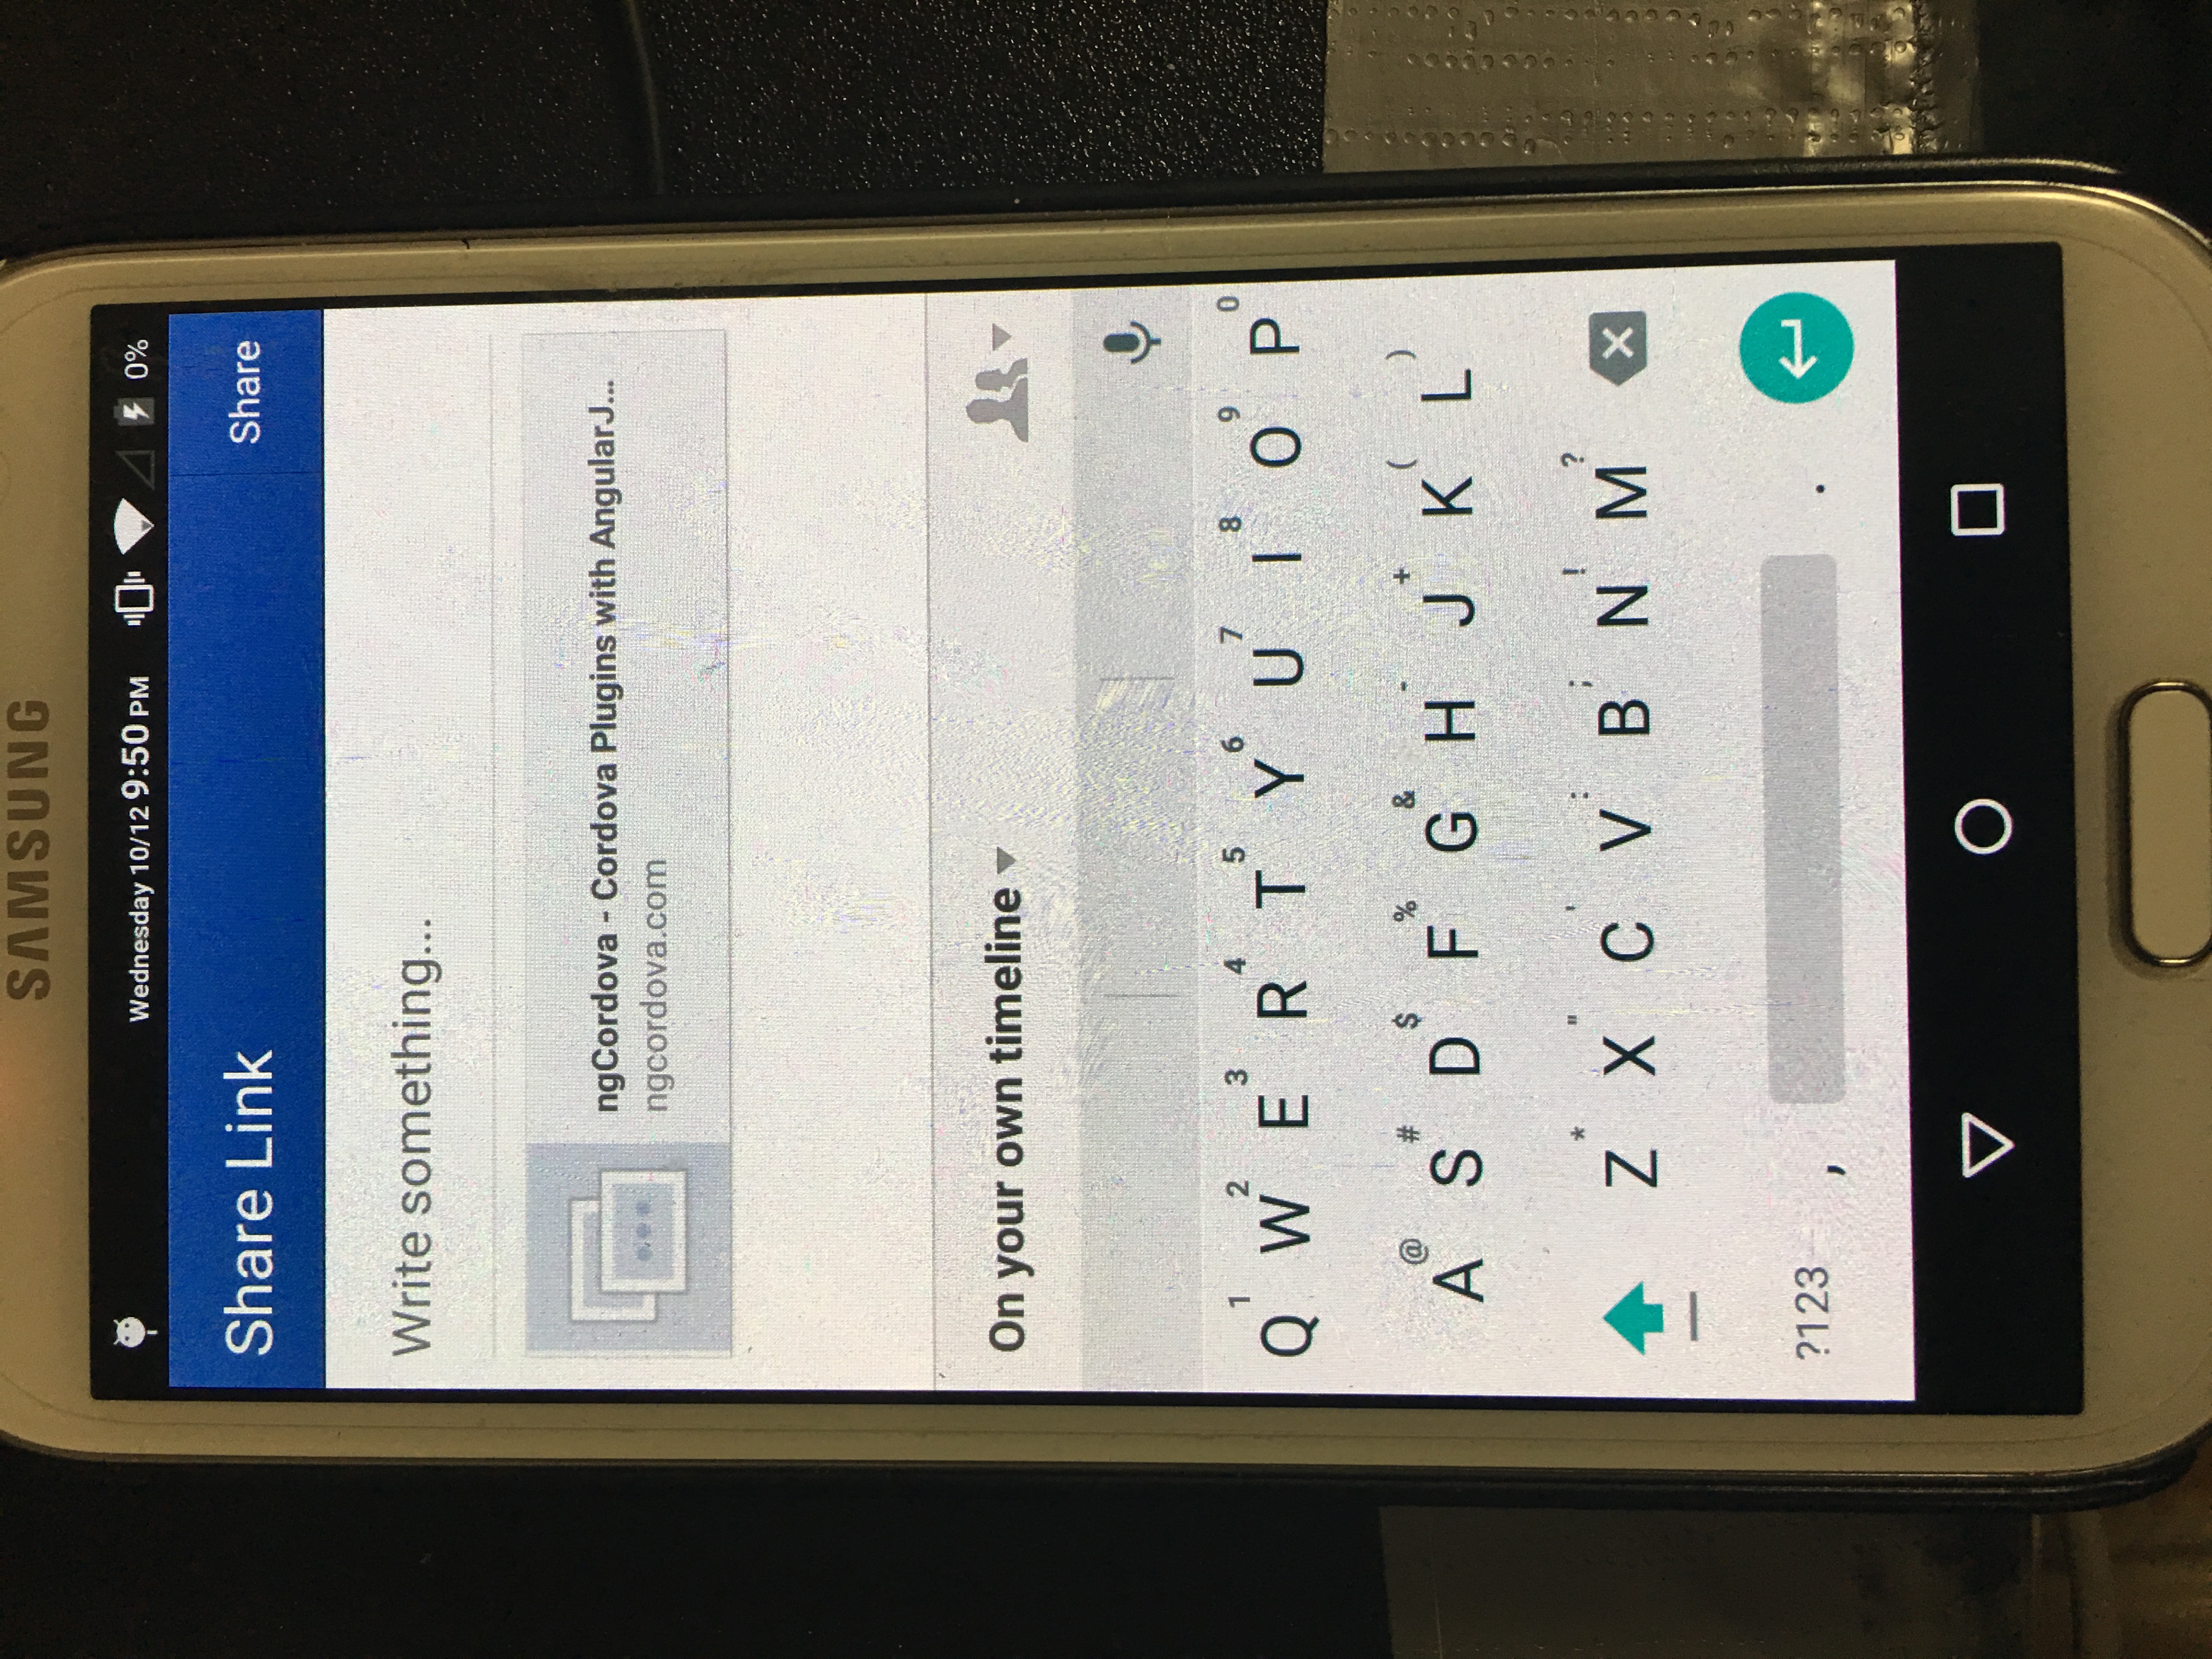 SAMSUNG
Wednesday 10/12 9:50 PM 0%
Share Link Share
Write something...
ngCordova - Cordova Plugins with AngularJ...
ngcordova.com
On your own timeline
1 2 3 4 5 6 7 8 9 0
Q W E R T Y U I O P
@ # $ % & - + ( )
A S D F G H J K L
* " ' : ; ! ?
Z X C V B N M
?123 , .